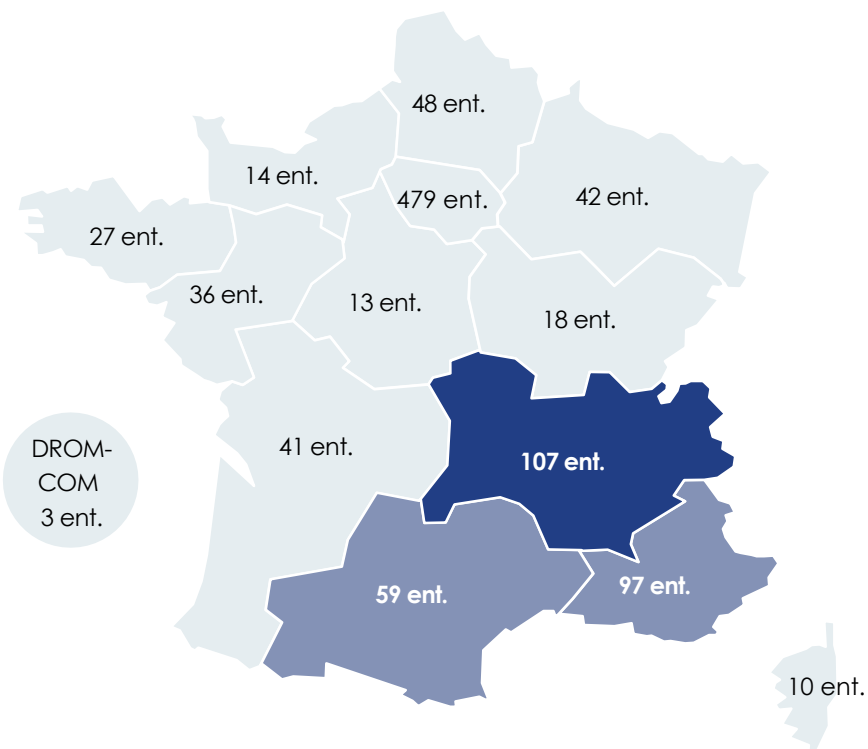 48 ent.
14 ent.
479 ent.
42 ent.
27 ent.
36 ent.
13 ent.
18 ent.
41 ent.
DROM-
COM
3 ent.
107 ent.
59 ent.
97 ent.
10 ent.